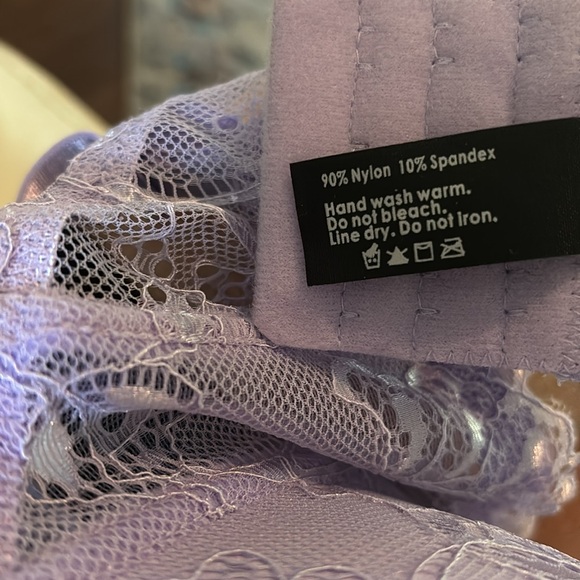 90% Nylon 10% Spandex
Hand wash warm.
Do not bleach.
Line dry. Do not Iron.